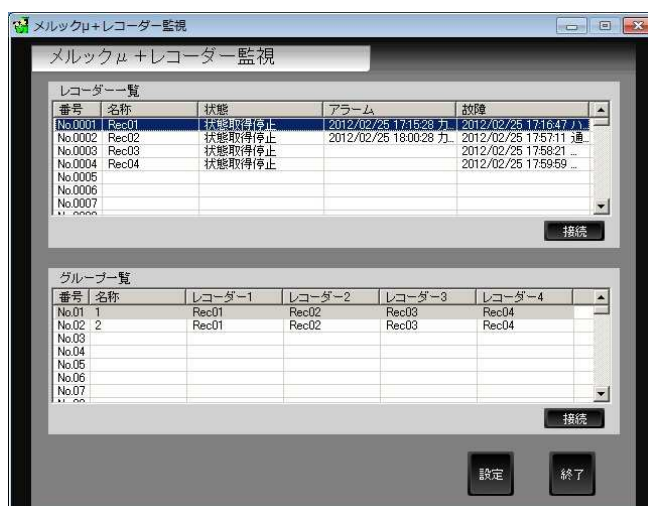 メルックμ+レコーダー監視
メルックμ+レコーダー監視
レコーダー一覧
番号 名称 状態 アラーム 故障
No.0001 Rec01 状態取得停止 2012/02/25 17:15:28 カ... 2012/02/25 17:16:47 ハ...
No.0002 Rec02 状態取得停止 2012/02/25 18:00:28 カ... 2012/02/25 17:57:11 通...
No.0003 Rec03 状態取得停止 2012/02/25 17:58:21 ...
No.0004 Rec04 状態取得停止 2012/02/25 17:59:59 ...
No.0005
No.0006
No.0007
接続
グループ一覧
番号 名称 レコーダー1 レコーダー2 レコーダー3 レコーダー4
No.01 1 Rec01 Rec02 Rec03 Rec04
No.02 2 Rec01 Rec02 Rec03 Rec04
No.03
No.04
No.05
No.06
No.07
接続
設定 終了